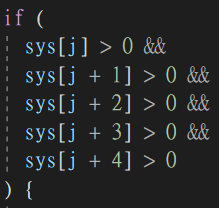 if (
sys[j] > 0 &&
sys[j + 1] > 0 &&
sys[j + 2] > 0 &&
sys[j + 3] > 0 &&
sys[j + 4] > 0
) {